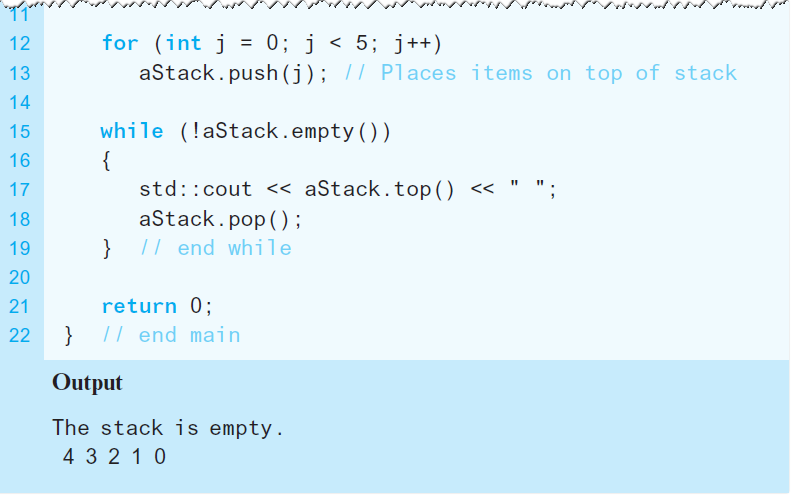 11
12 for (int j = 0; j < 5; j++)
13 aStack.push(j); // Places items on top of stack
14
15 while (!aStack.empty())
16 {
17 std::cout << aStack.top() << " ";
18 aStack.pop();
19 } // end while
20
21 return 0;
22 } // end main
Output
The stack is empty.
4 3 2 1 0